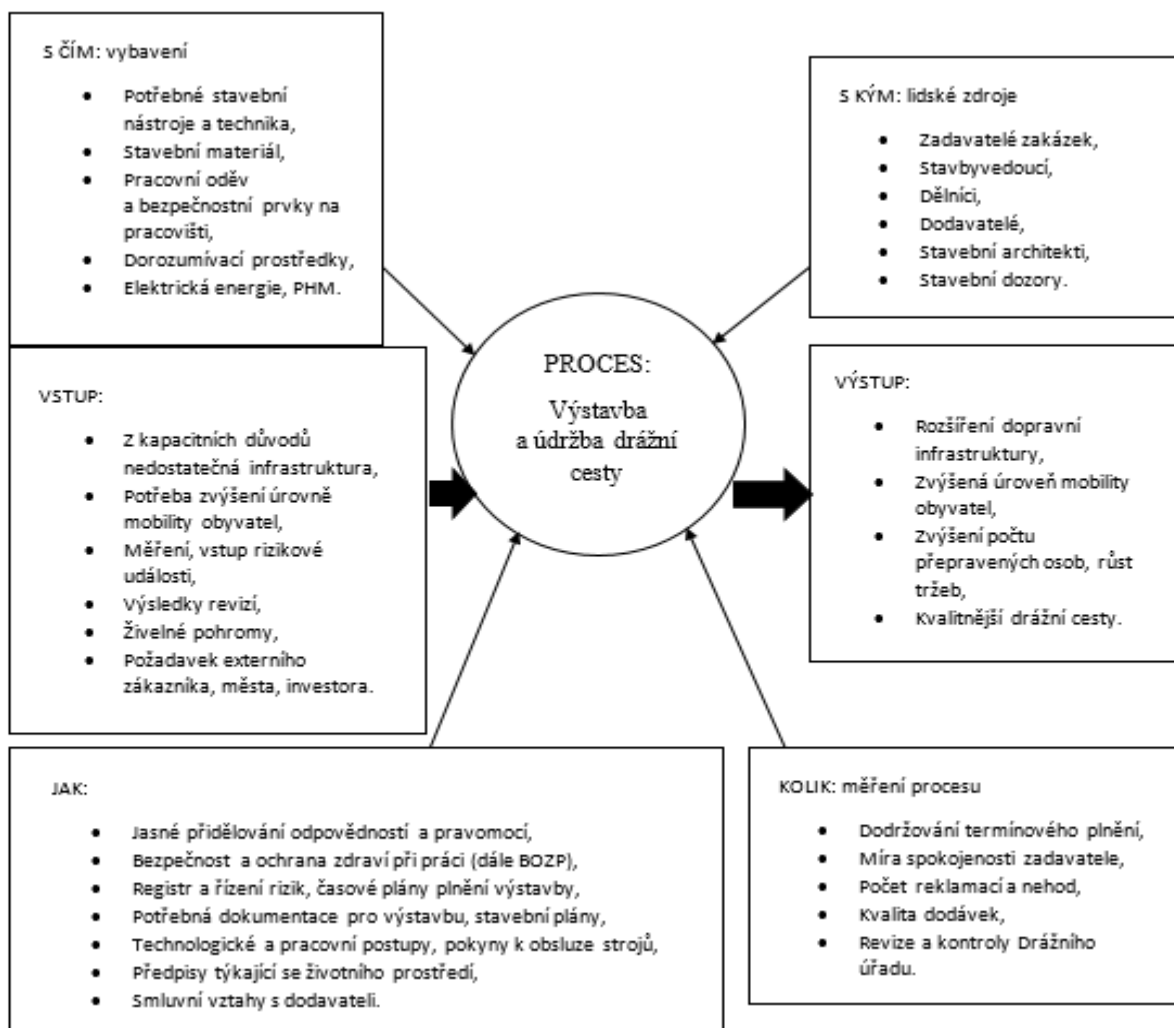 S ČÍM: vybavení
• Potřebné stavební
nástroje a technika,
• Stavební materiál,
• Pracovní oděv
a bezpečnostní prvky na
pracovišti,
• Dorozumívací prostředky,
• Elektrická energie, PHM.
S KÝM: lidské zdroje
• Zadavatelé zakázek,
• Stavbyvedoucí,
• Dělníci,
• Dodavatelé,
• Stavební architekti,
• Stavební dozory.
VSTUP:
• Z kapacitních důvodů
nedostatečná infrastruktura,
• Potřeba zvýšení úrovně
mobility obyvatel,
• Měření, vstup rizikové
události,
• Výsledky revizí,
• Živelné pohromy,
• Požadavek externího
zákazníka, města, investora.
PROCES:
Výstavba
a údržba drážní
cesty
VÝSTUP:
• Rozšíření dopravní
infrastruktury,
• Zvýšená úroveň mobility
obyvatel,
• Zvýšení počtu
přepravených osob, růst
tržeb,
• Kvalitnější drážní cesty.
JAK:
• Jasné přidělování odpovědností a pravomocí,
• Bezpečnost a ochrana zdraví při práci (dále BOZP),
• Registr a řízení rizik, časové plány plnění výstavby,
• Potřebná dokumentace pro výstavbu, stavební plány,
• Technologické a pracovní postupy, pokyny k obsluze strojů,
• Předpisy týkající se životního prostředí,
• Smluvní vztahy s dodavateli.
KOLIK: měření procesu
• Dodržování termínového plnění,
• Míra spokojenosti zadavatele,
• Počet reklamací a nehod,
• Kvalita dodávek,
• Revize a kontroly Drážního
úřadu.